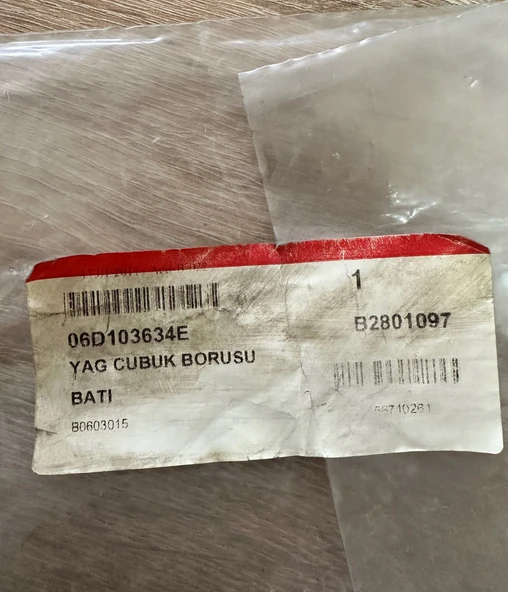 1
06D103634E
B2801097
YAG CUBUK BORUSU
BATI
B0603015